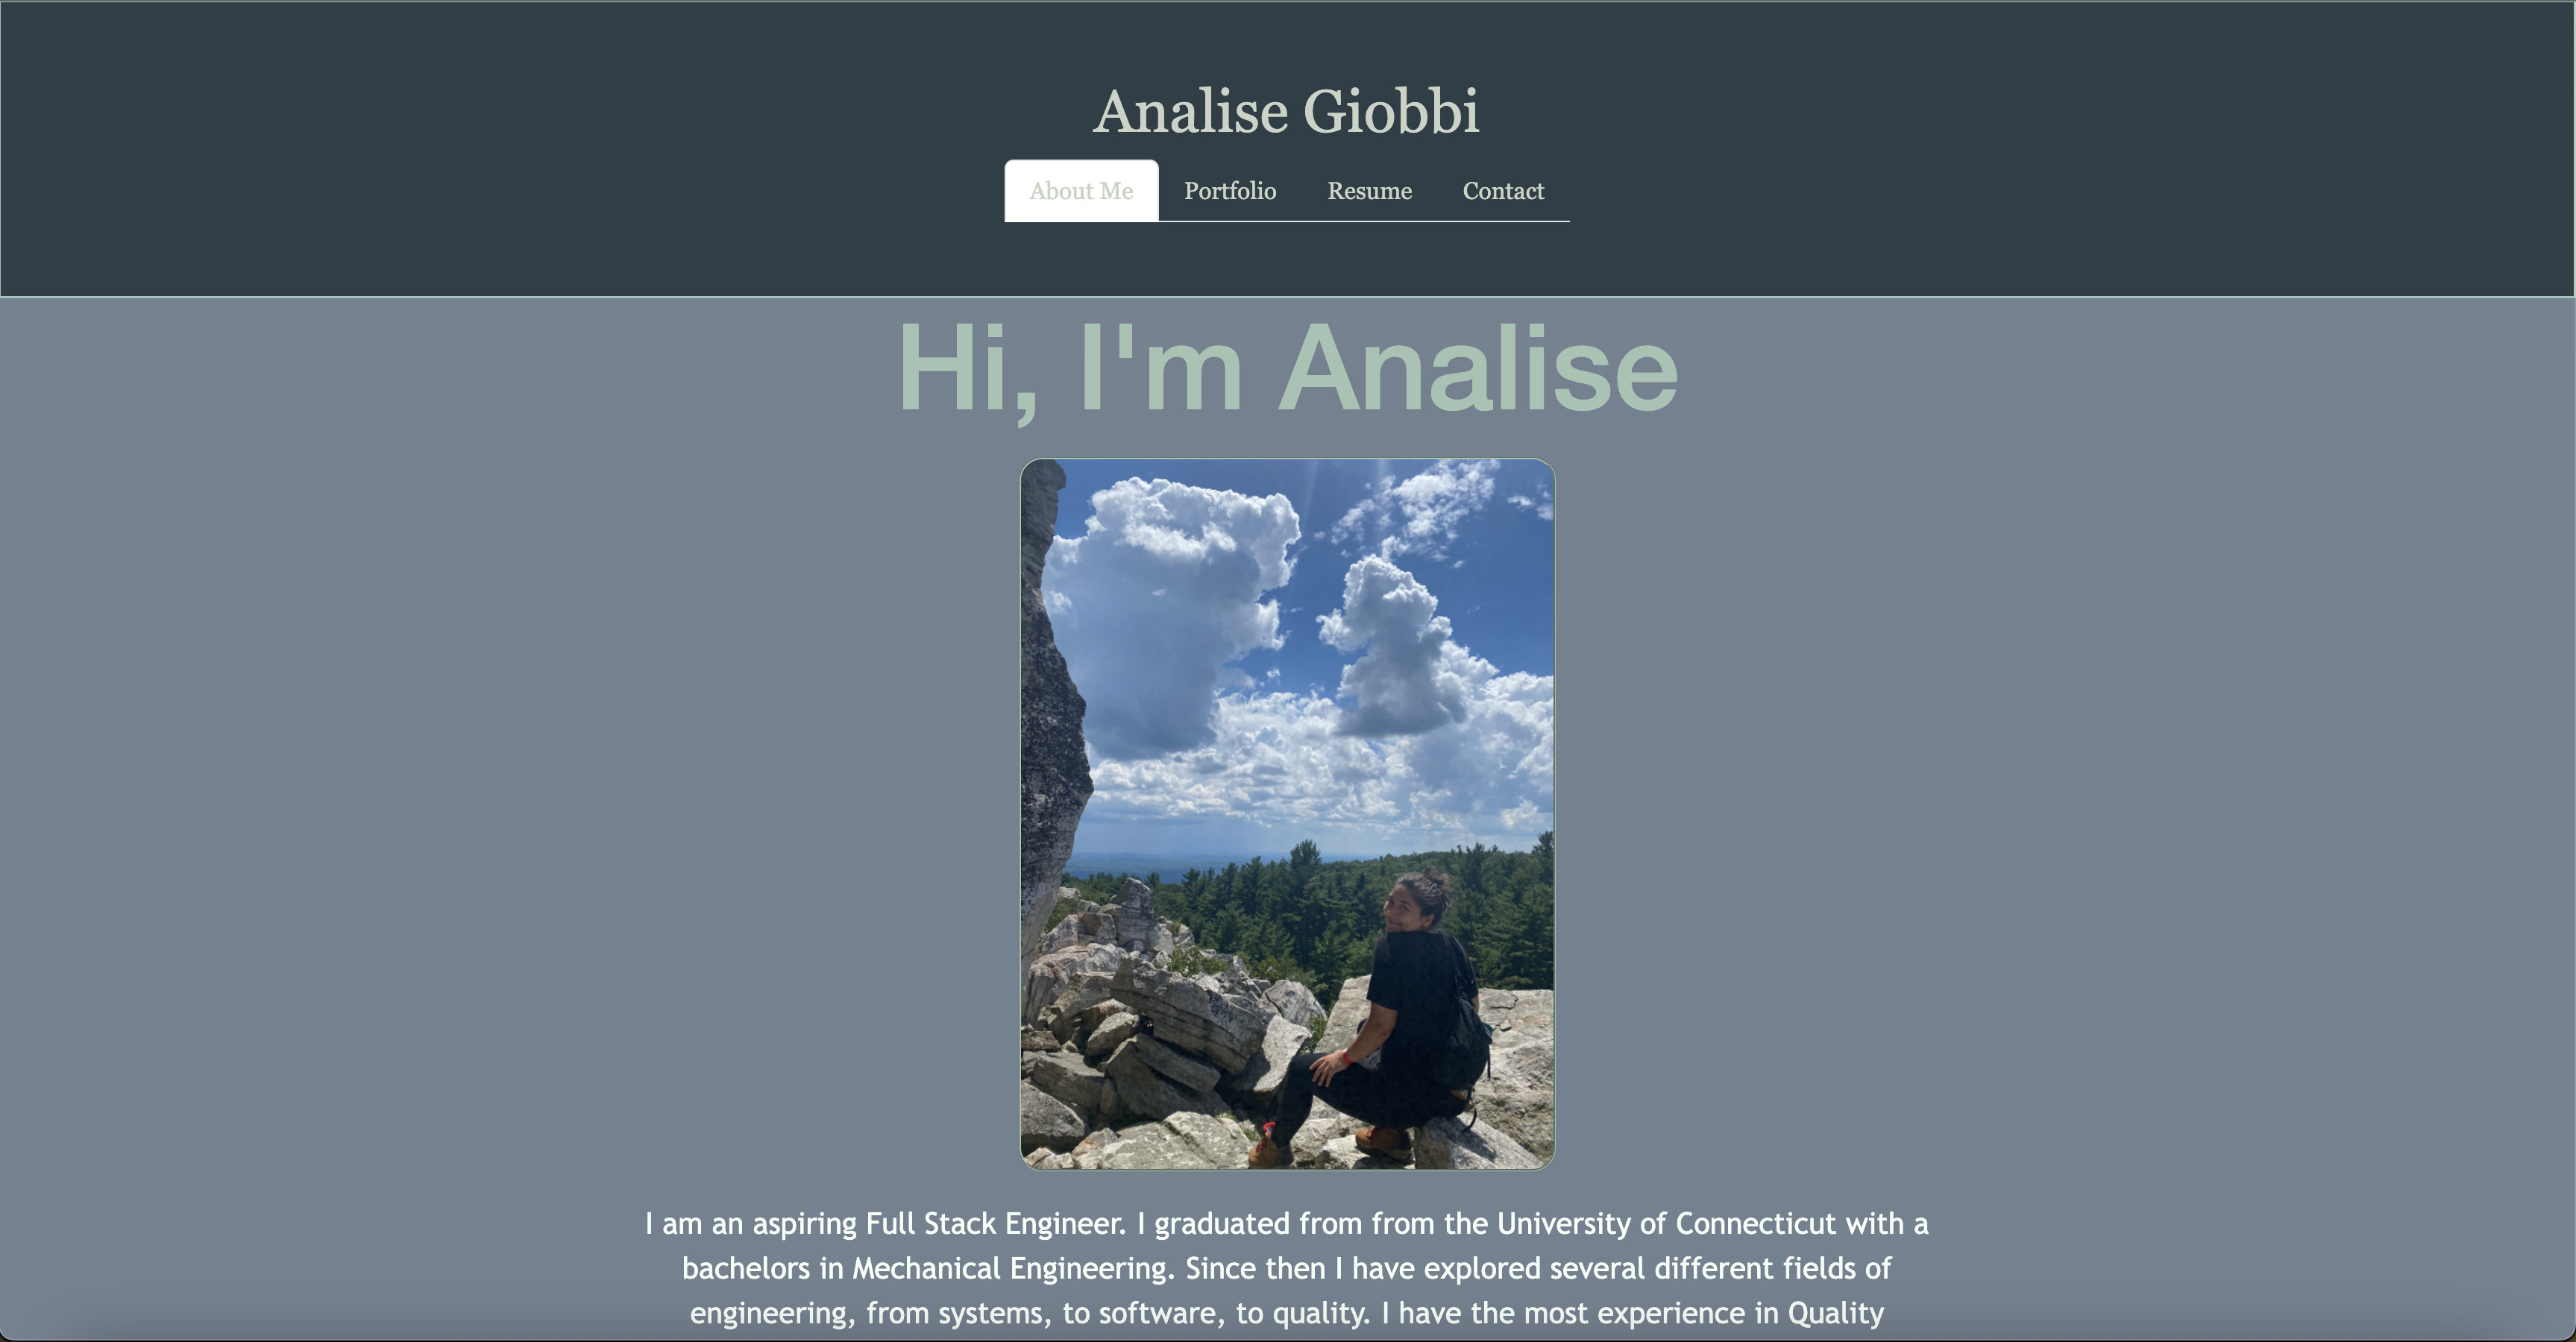 Analise Giobbi
About Me Portfolio Resume Contact
Hi, I'm Analise
I am an aspiring Full Stack Engineer. I graduated from from the University of Connecticut with a
bachelors in Mechanical Engineering. Since then I have explored several different fields of
engineering, from systems, to software, to quality. I have the most experience in Quality